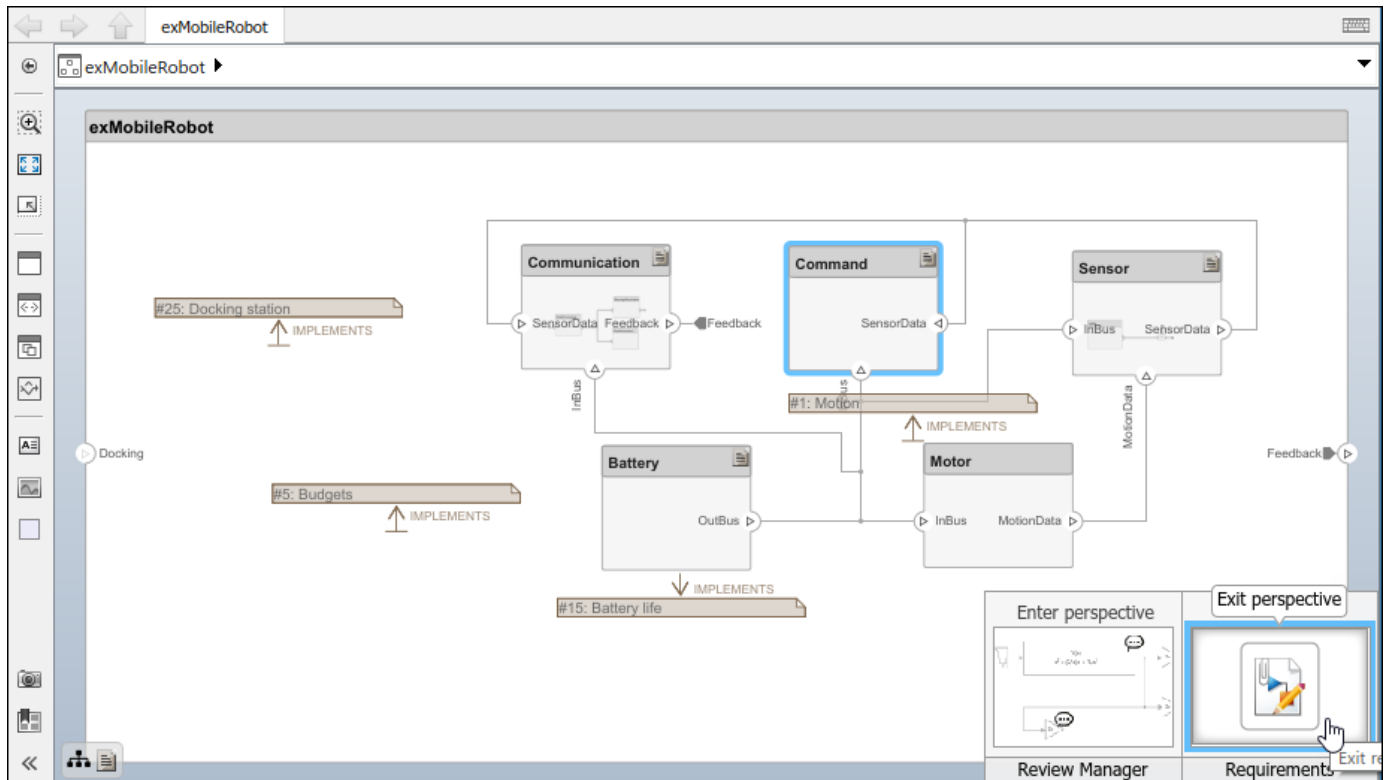 exMobileRobot
exMobileRobot
exMobileRobot
Communication
Command
Sensor
#25: Docking station
IMPLEMENTS
SensorData
Feedback
Feedback
SensorData
InBus
SensorData
InBus
#1: Motion
IMPLEMENTS
MotionData
Docking
Battery
Motor
Feedback
#5: Budgets
IMPLEMENTS
OutBus
InBus
MotionData
IMPLEMENTS
#15: Battery life
Enter perspective
Exit perspective
Review Manager
Requirements
Exit re